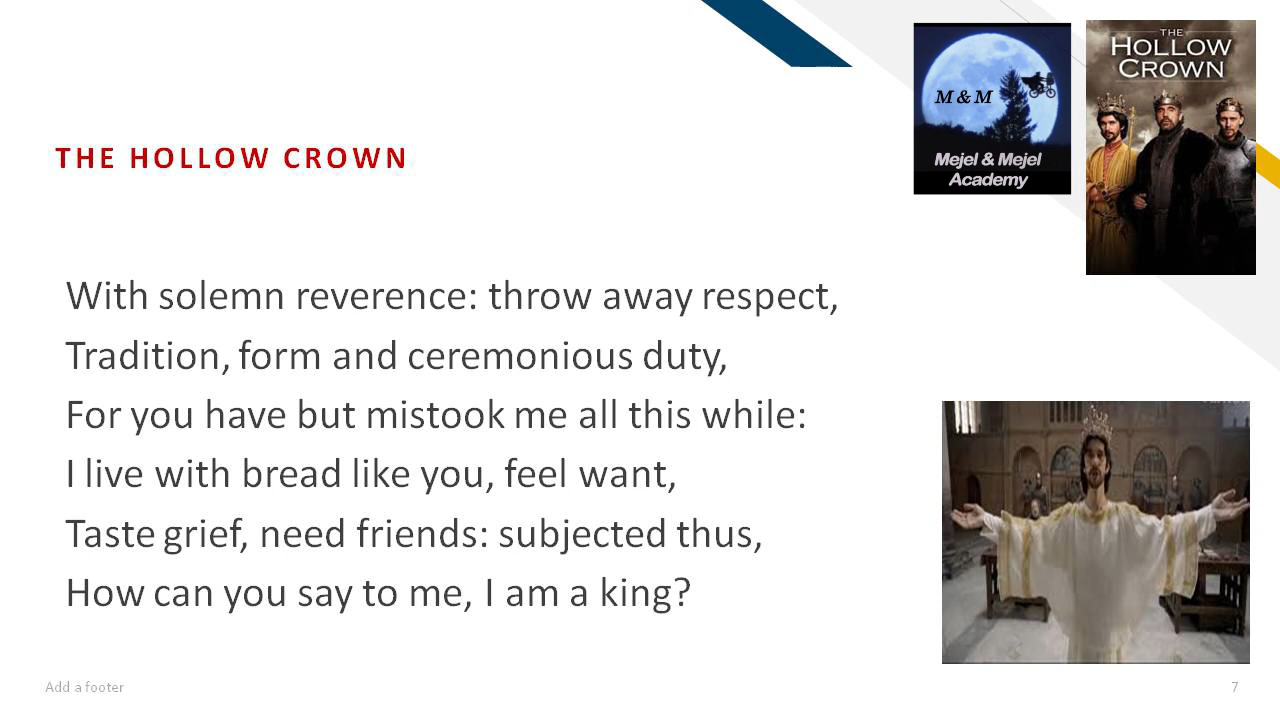 THE HOLLOW CROWN
With solemn reverence: throw away respect,
Tradition, form and ceremonious duty,
For you have but mistook me all this while:
I live with bread like you, feel want,
Taste grief, need friends: subjected thus,
How can you say to me, I am a king?
M & M
Mejel & Mejel
Academy
THE
HOLLOW
CROWN
Add a footer
7